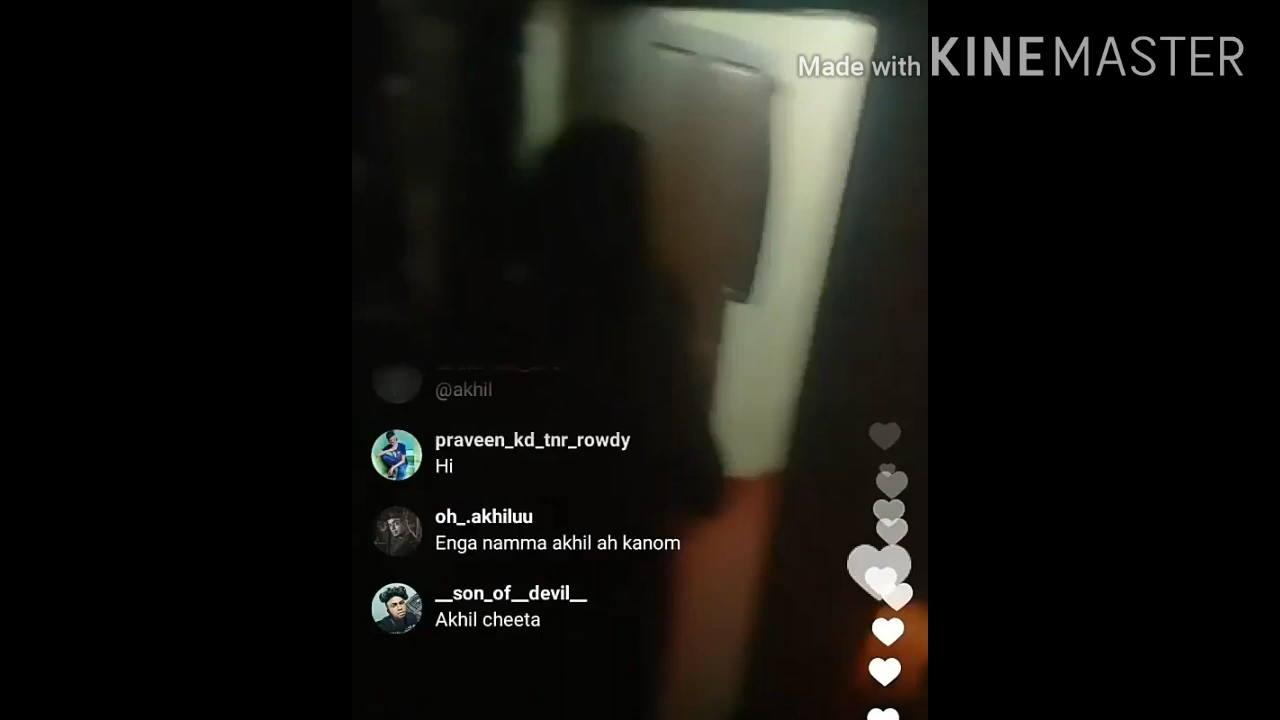 Made with KINEMASTER
@akhil
praveen_kd_tnr_rowdy
Hi
oh_.akhiluu
Enga namma akhil ah kanom
__son_of__devil__
Akhil cheeta